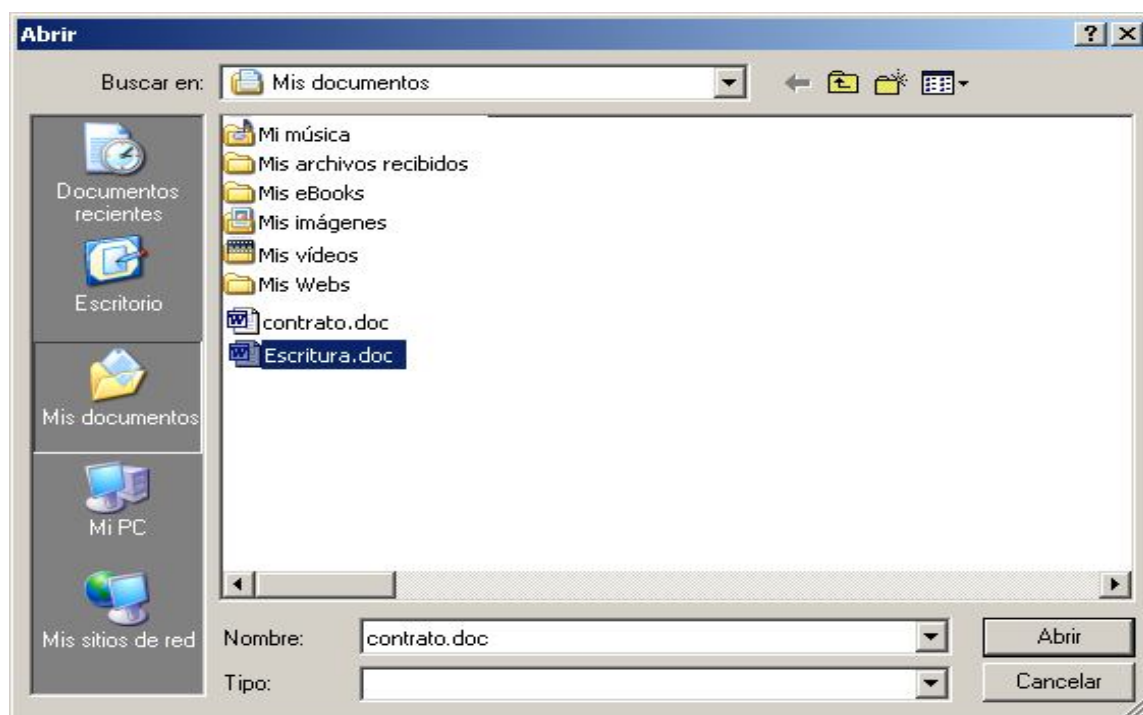 Abrir
Buscar en: Mis documentos
Documentos
recientes
Escritorio
Mis documentos
Mi PC
Mis sitios de red
Mi música
Mis archivos recibidos
Mis eBooks
Mis imágenes
Mis vídeos
Mis Webs
contrato.doc
Escritura.doc
Nombre: contrato.doc Abrir
Tipo: Cancelar